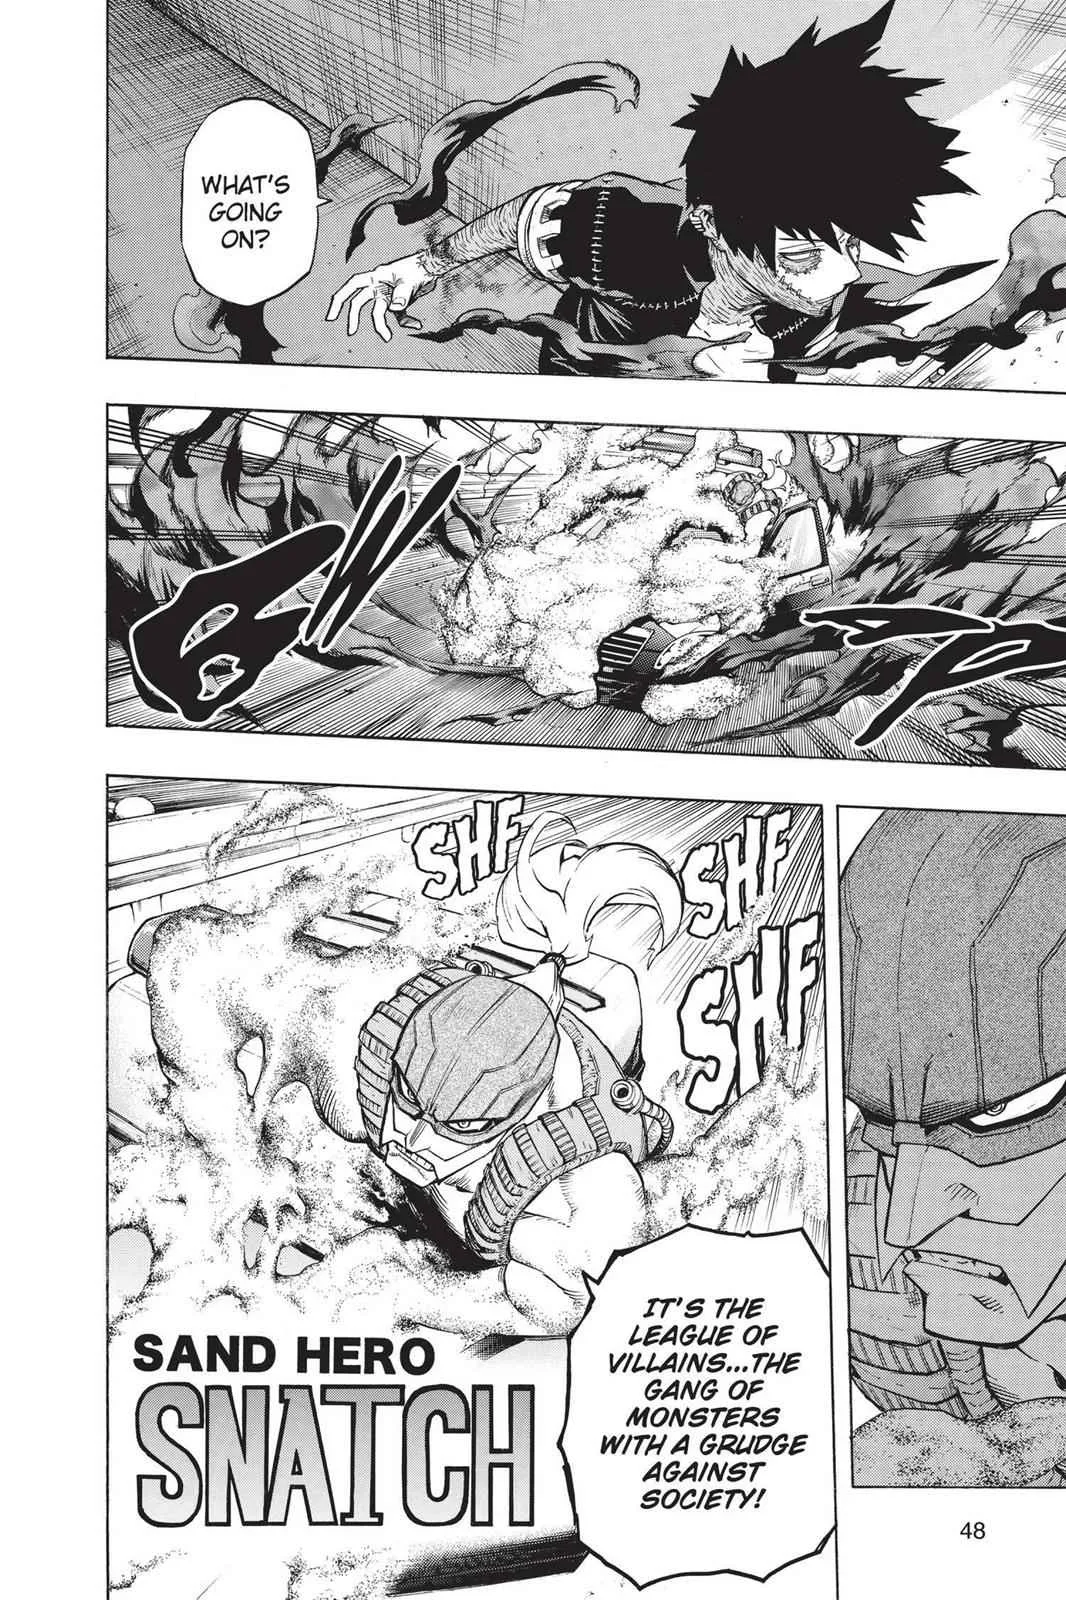 WHAT'S
GOING
ON?
SHF
SHF
SHF
IT'S THE
LEAGUE OF
VILLAINS...THE
GANG OF
MONSTERS
WITH A GRUDGE
AGAINST
SOCIETY!
SAND HERO
SNATCH
48